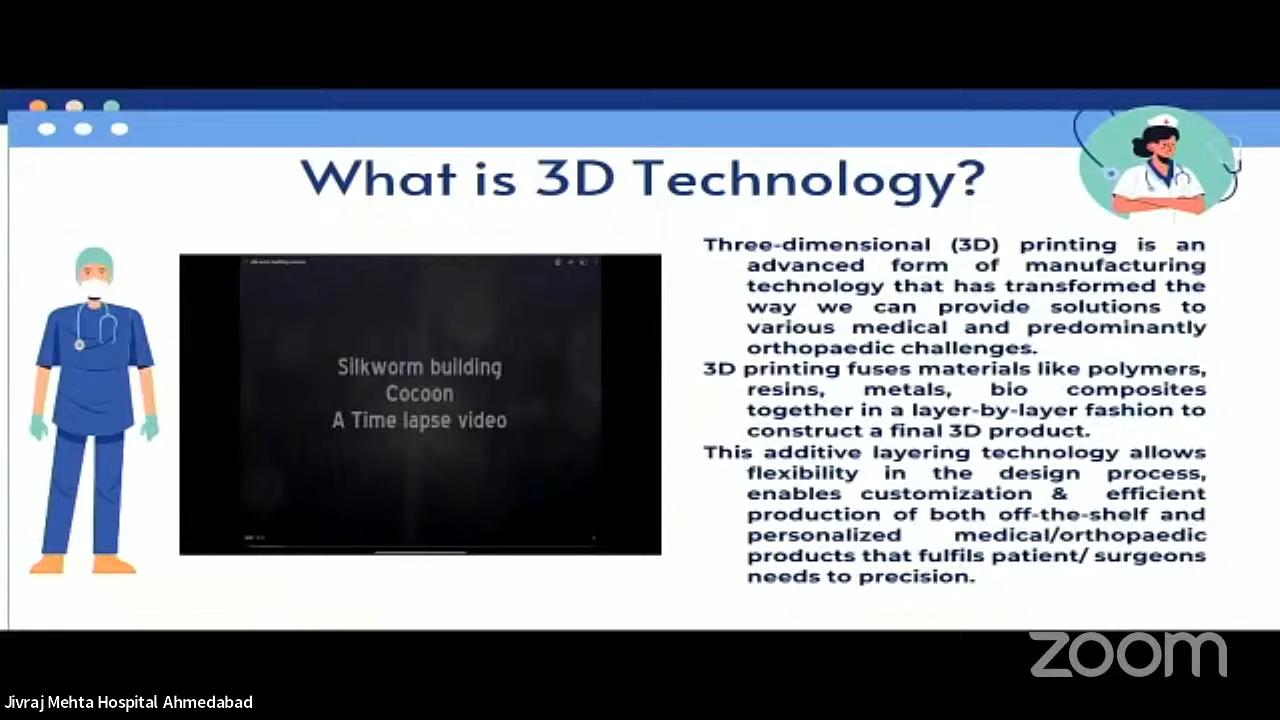 What is 3D Technology?
Silkworm building
Cocoon
A Time lapse video
Three-dimensional (3D) printing is an
advanced form of manufacturing
technology that has transformed the
way we can provide solutions to
various medical and predominantly
orthopaedic challenges.
3D printing fuses materials like polymers,
resins, metals, bio composites
together in a layer-by-layer fashion to
construct a final 3D product.
This additive layering technology allows
flexibility in the design process,
enables customization & efficient
production of both off-the-shelf and
personalized medical/orthopaedic
products that fulfils patient/ surgeons
needs to precision.
zoom
Jivraj Mehta Hospital Ahmedabad